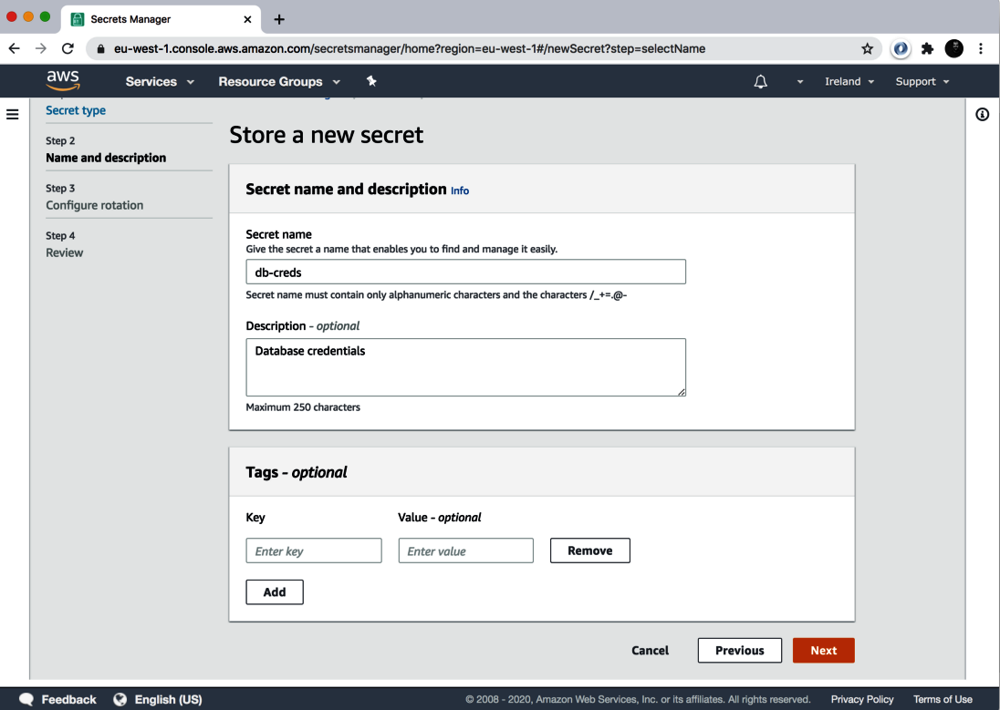 Secrets Manager
eu-west-1.console.aws.amazon.com/secretsmanager/home?region=eu-west-1#/newSecret?step=selectName
aws
Services
Resource Groups
Ireland
Support
Secret type
Step 2
Name and description
Step 3
Configure rotation
Step 4
Review
Store a new secret
Secret name and description Info
Secret name
Give the secret a name that enables you to find and manage it easily.
db-creds
Secret name must contain only alphanumeric characters and the characters /_+=.@-
Description - optional
Database credentials
Maximum 250 characters
Tags - optional
Key
Value - optional
Enter key
Enter value
Remove
Add
Cancel
Previous
Next
Feedback
English (US)
© 2008 - 2020, Amazon Web Services, Inc. or its affiliates. All rights reserved.
Privacy Policy
Terms of Use